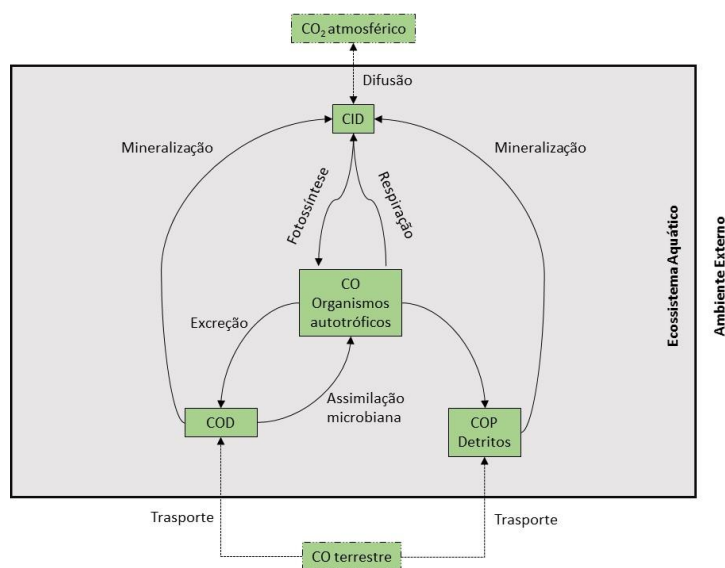 CO₂ atmosférico
Difusão
CID
Mineralização
Mineralização
Fotossíntese
Respiração
CO
Organismos
autotróficos
Excreção
Assimilação
microbiana
COD
COP
Detritos
Ecossistema Aquático
Ambiente Externo
Trasporte
Trasporte
CO terrestre